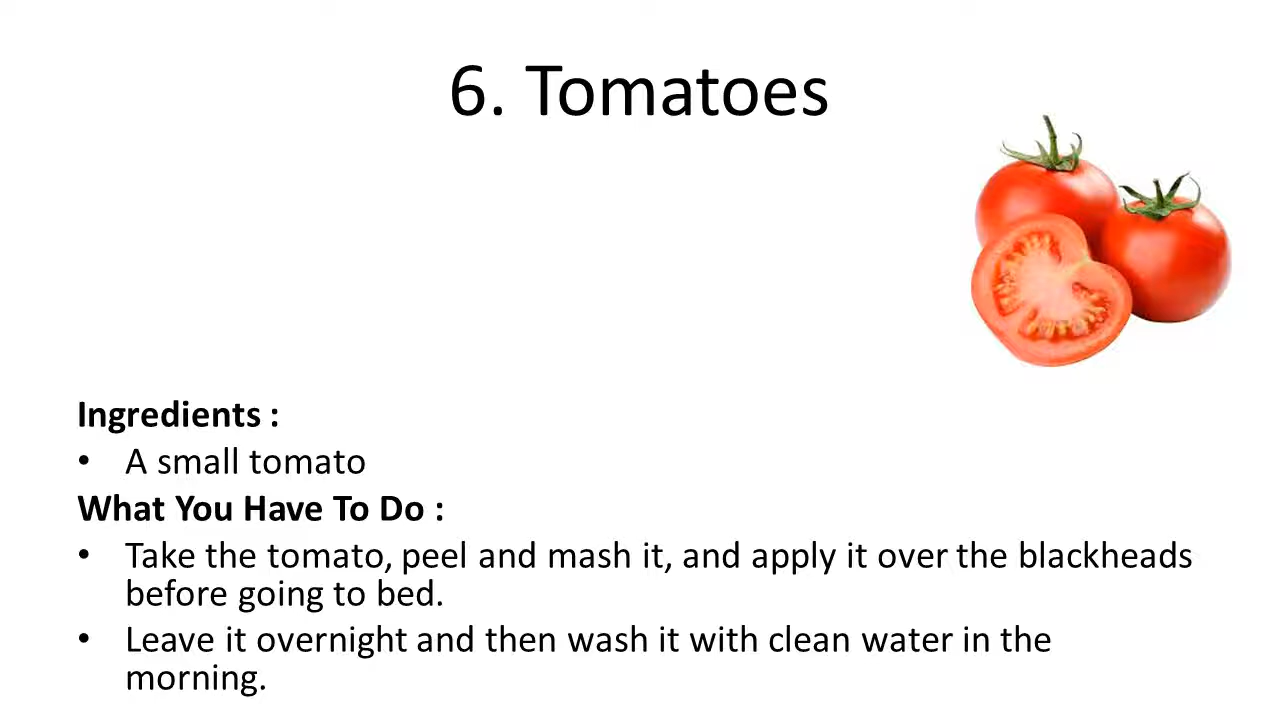 6. Tomatoes
Ingredients :
• A small tomato
What You Have To Do :
• Take the tomato, peel and mash it, and apply it over the blackheads
before going to bed.
• Leave it overnight and then wash it with clean water in the
morning.